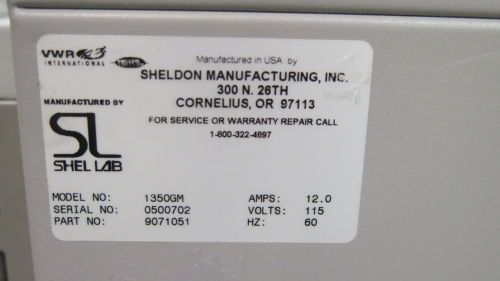 VWR
INTERNATIONAL
Manufactured in USA by
SHELDON MANUFACTURING, INC.
300 N. 26TH
CORNELIUS, OR 97113
MANUFACTURED BY
FOR SERVICE OR WARRANTY REPAIR CALL
1-800-322-4897
SL
SHEL LAB
MODEL NO: 1350GM AMPS: 12.0
SERIAL NO: 0500702 VOLTS: 115
PART NO: 9071051 HZ: 60